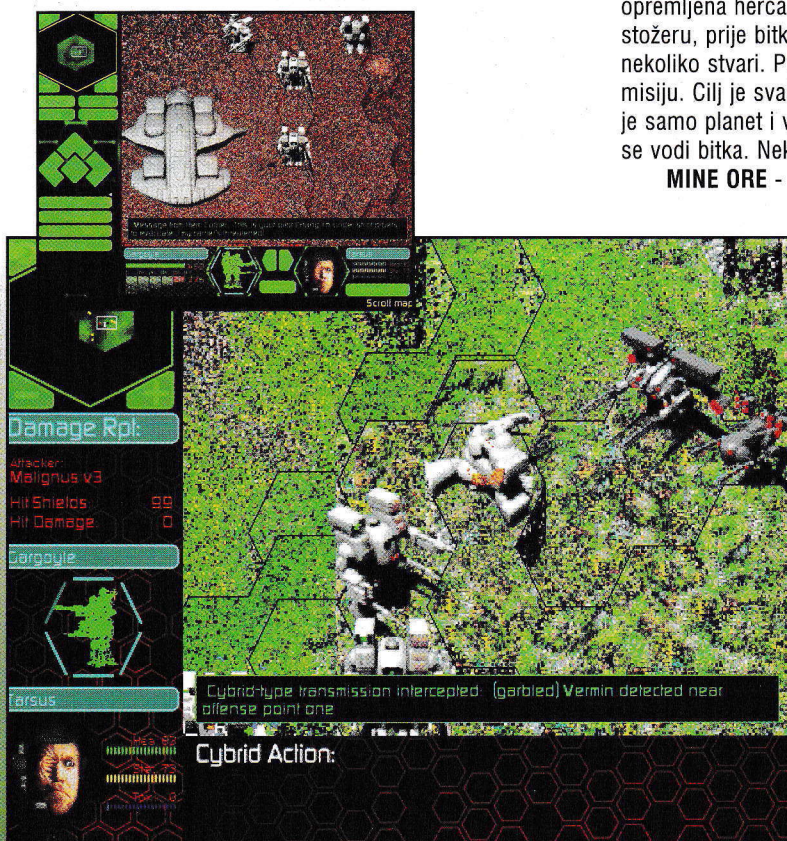 opremljena herca
stožeru, prije bitk
nekoliko stvari. P
misiju. Cilj je sva
je samo planet i v
se vodi bitka. Nek
MINE ORE -
Scroll map
Damage Rpt:
Attacker:
Malignus v3
Hit Shields 99
Hit Damage 0
Gargoyle
Cybrid-type transmission intercepted: (garbled) Vermin detected near
offense point one
Tarsus
Cybrid Action: